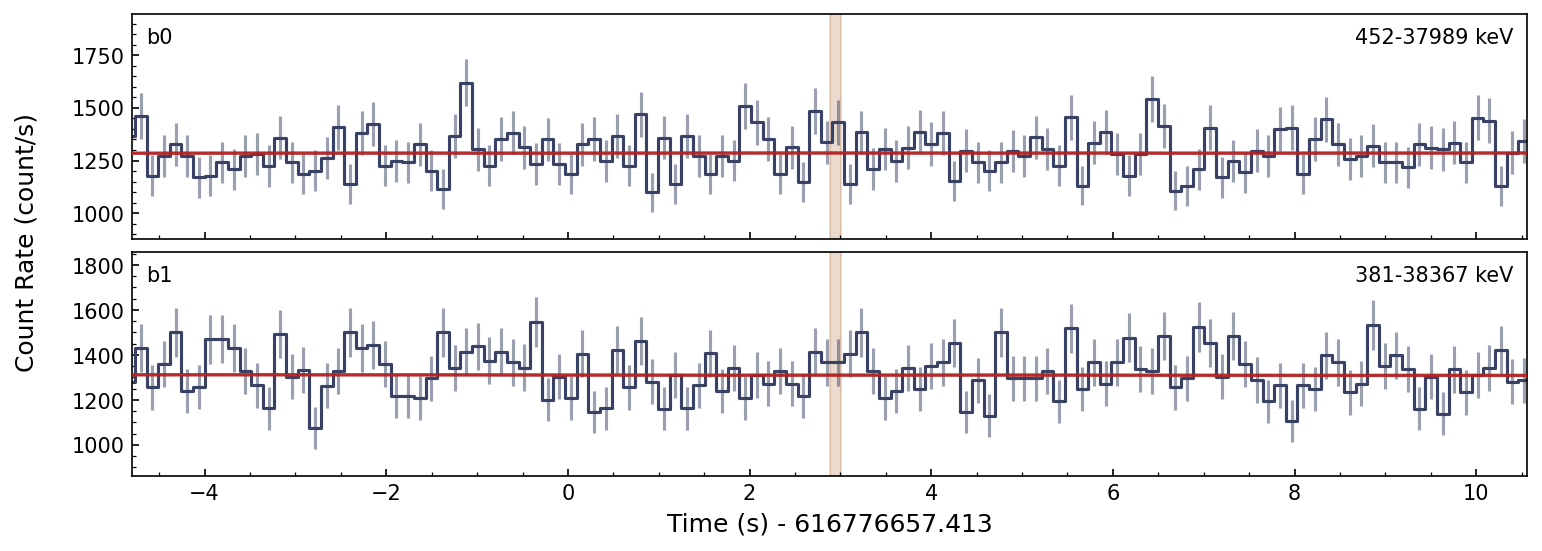 b0
452-37989 keV
1750
1500
1250
1000
b1
381-38367 keV
1800
1600
1400
1200
1000
Count Rate (count/s)
−4 −2 0 2 4 6 8 10
Time (s) - 616776657.413